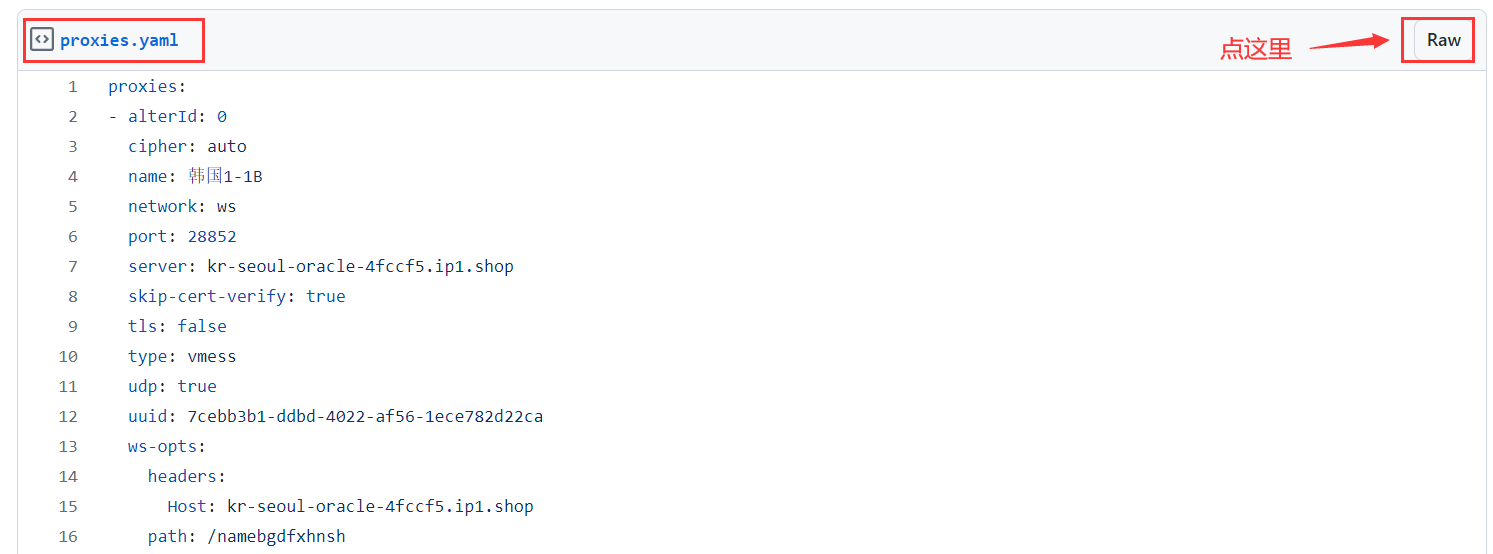 proxies.yaml
点这里
Raw
1 proxies:
2 - alterId: 0
3 cipher: auto
4 name: 韩国1-1B
5 network: ws
6 port: 28852
7 server: kr-seoul-oracle-4fccf5.ip1.shop
8 skip-cert-verify: true
9 tls: false
10 type: vmess
11 udp: true
12 uuid: 7cebb3b1-ddbd-4022-af56-1ece782d22ca
13 ws-opts:
14 headers:
15 Host: kr-seoul-oracle-4fccf5.ip1.shop
16 path: /namebgdfxhnsh